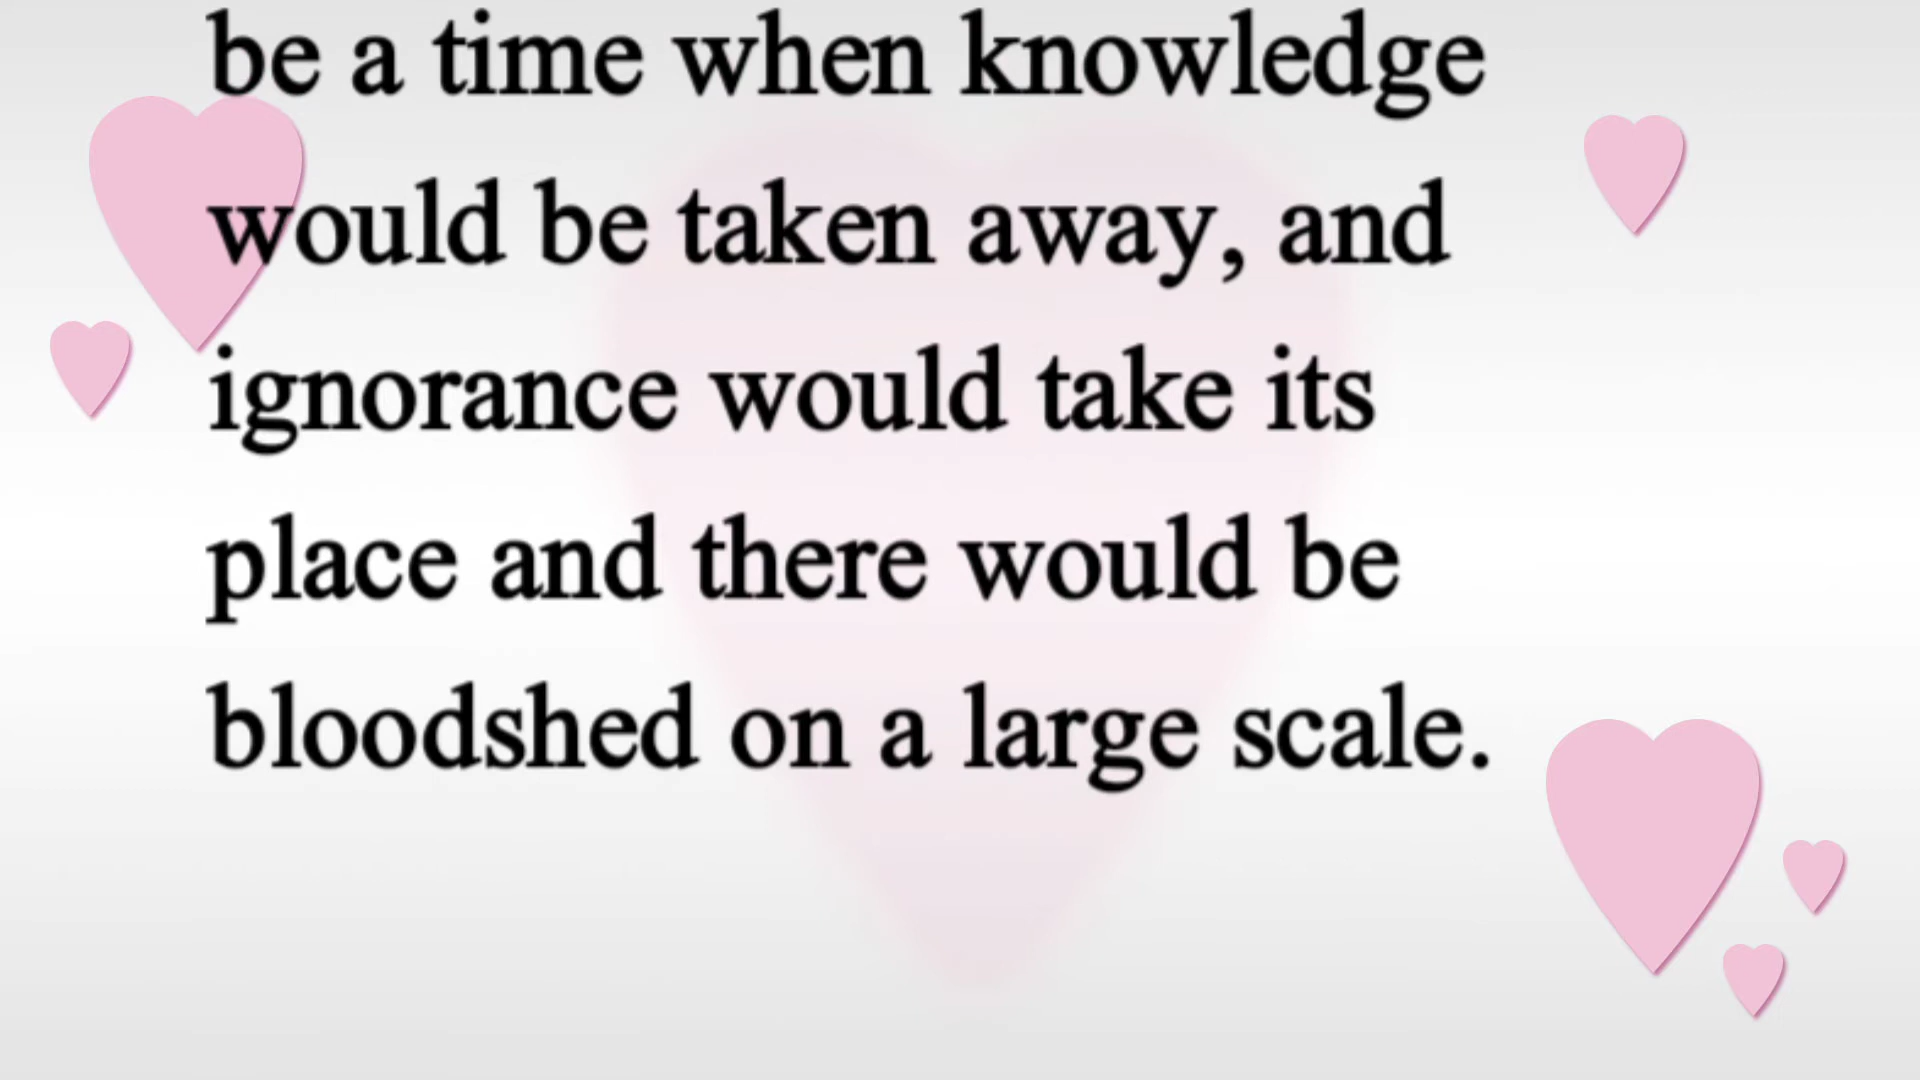 be a time when knowledge
would be taken away, and
ignorance would take its
place and there would be
bloodshed on a large scale.